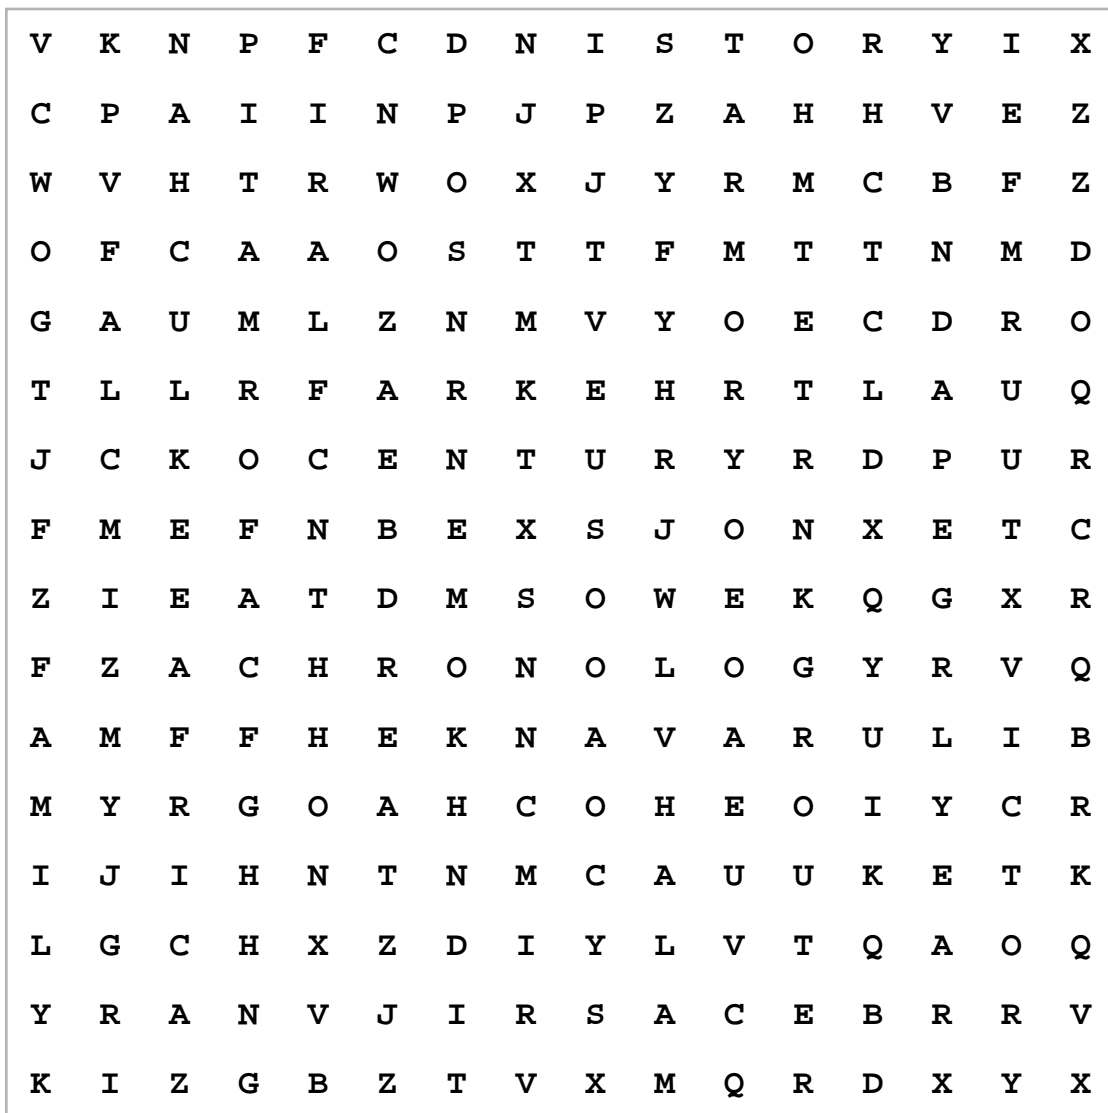 V K N P F C D N I S T O R Y I X
C P A I I N P J P Z A H H V E Z
W V H T R W O X J Y R M C B F Z
O F C A A O S T T F M T T N M D
G A U M L Z N M V Y O E C D R O
T L L R F A R K E H R T L A U Q
J C K O C E N T U R Y R D P U R
F M E F N B E X S J O N X E T C
Z I E A T D M S O W E K Q G X R
F Z A C H R O N O L O G Y R V Q
A M F F H E K N A V A R U L I B
M Y R G O A H C O H E O I Y C R
I J I H N T N M C A U U K E T K
L G C H X Z D I Y L V T Q A O Q
Y R A N V J I R S A C E B R R V
K I Z G B Z T V X M Q R D X Y X